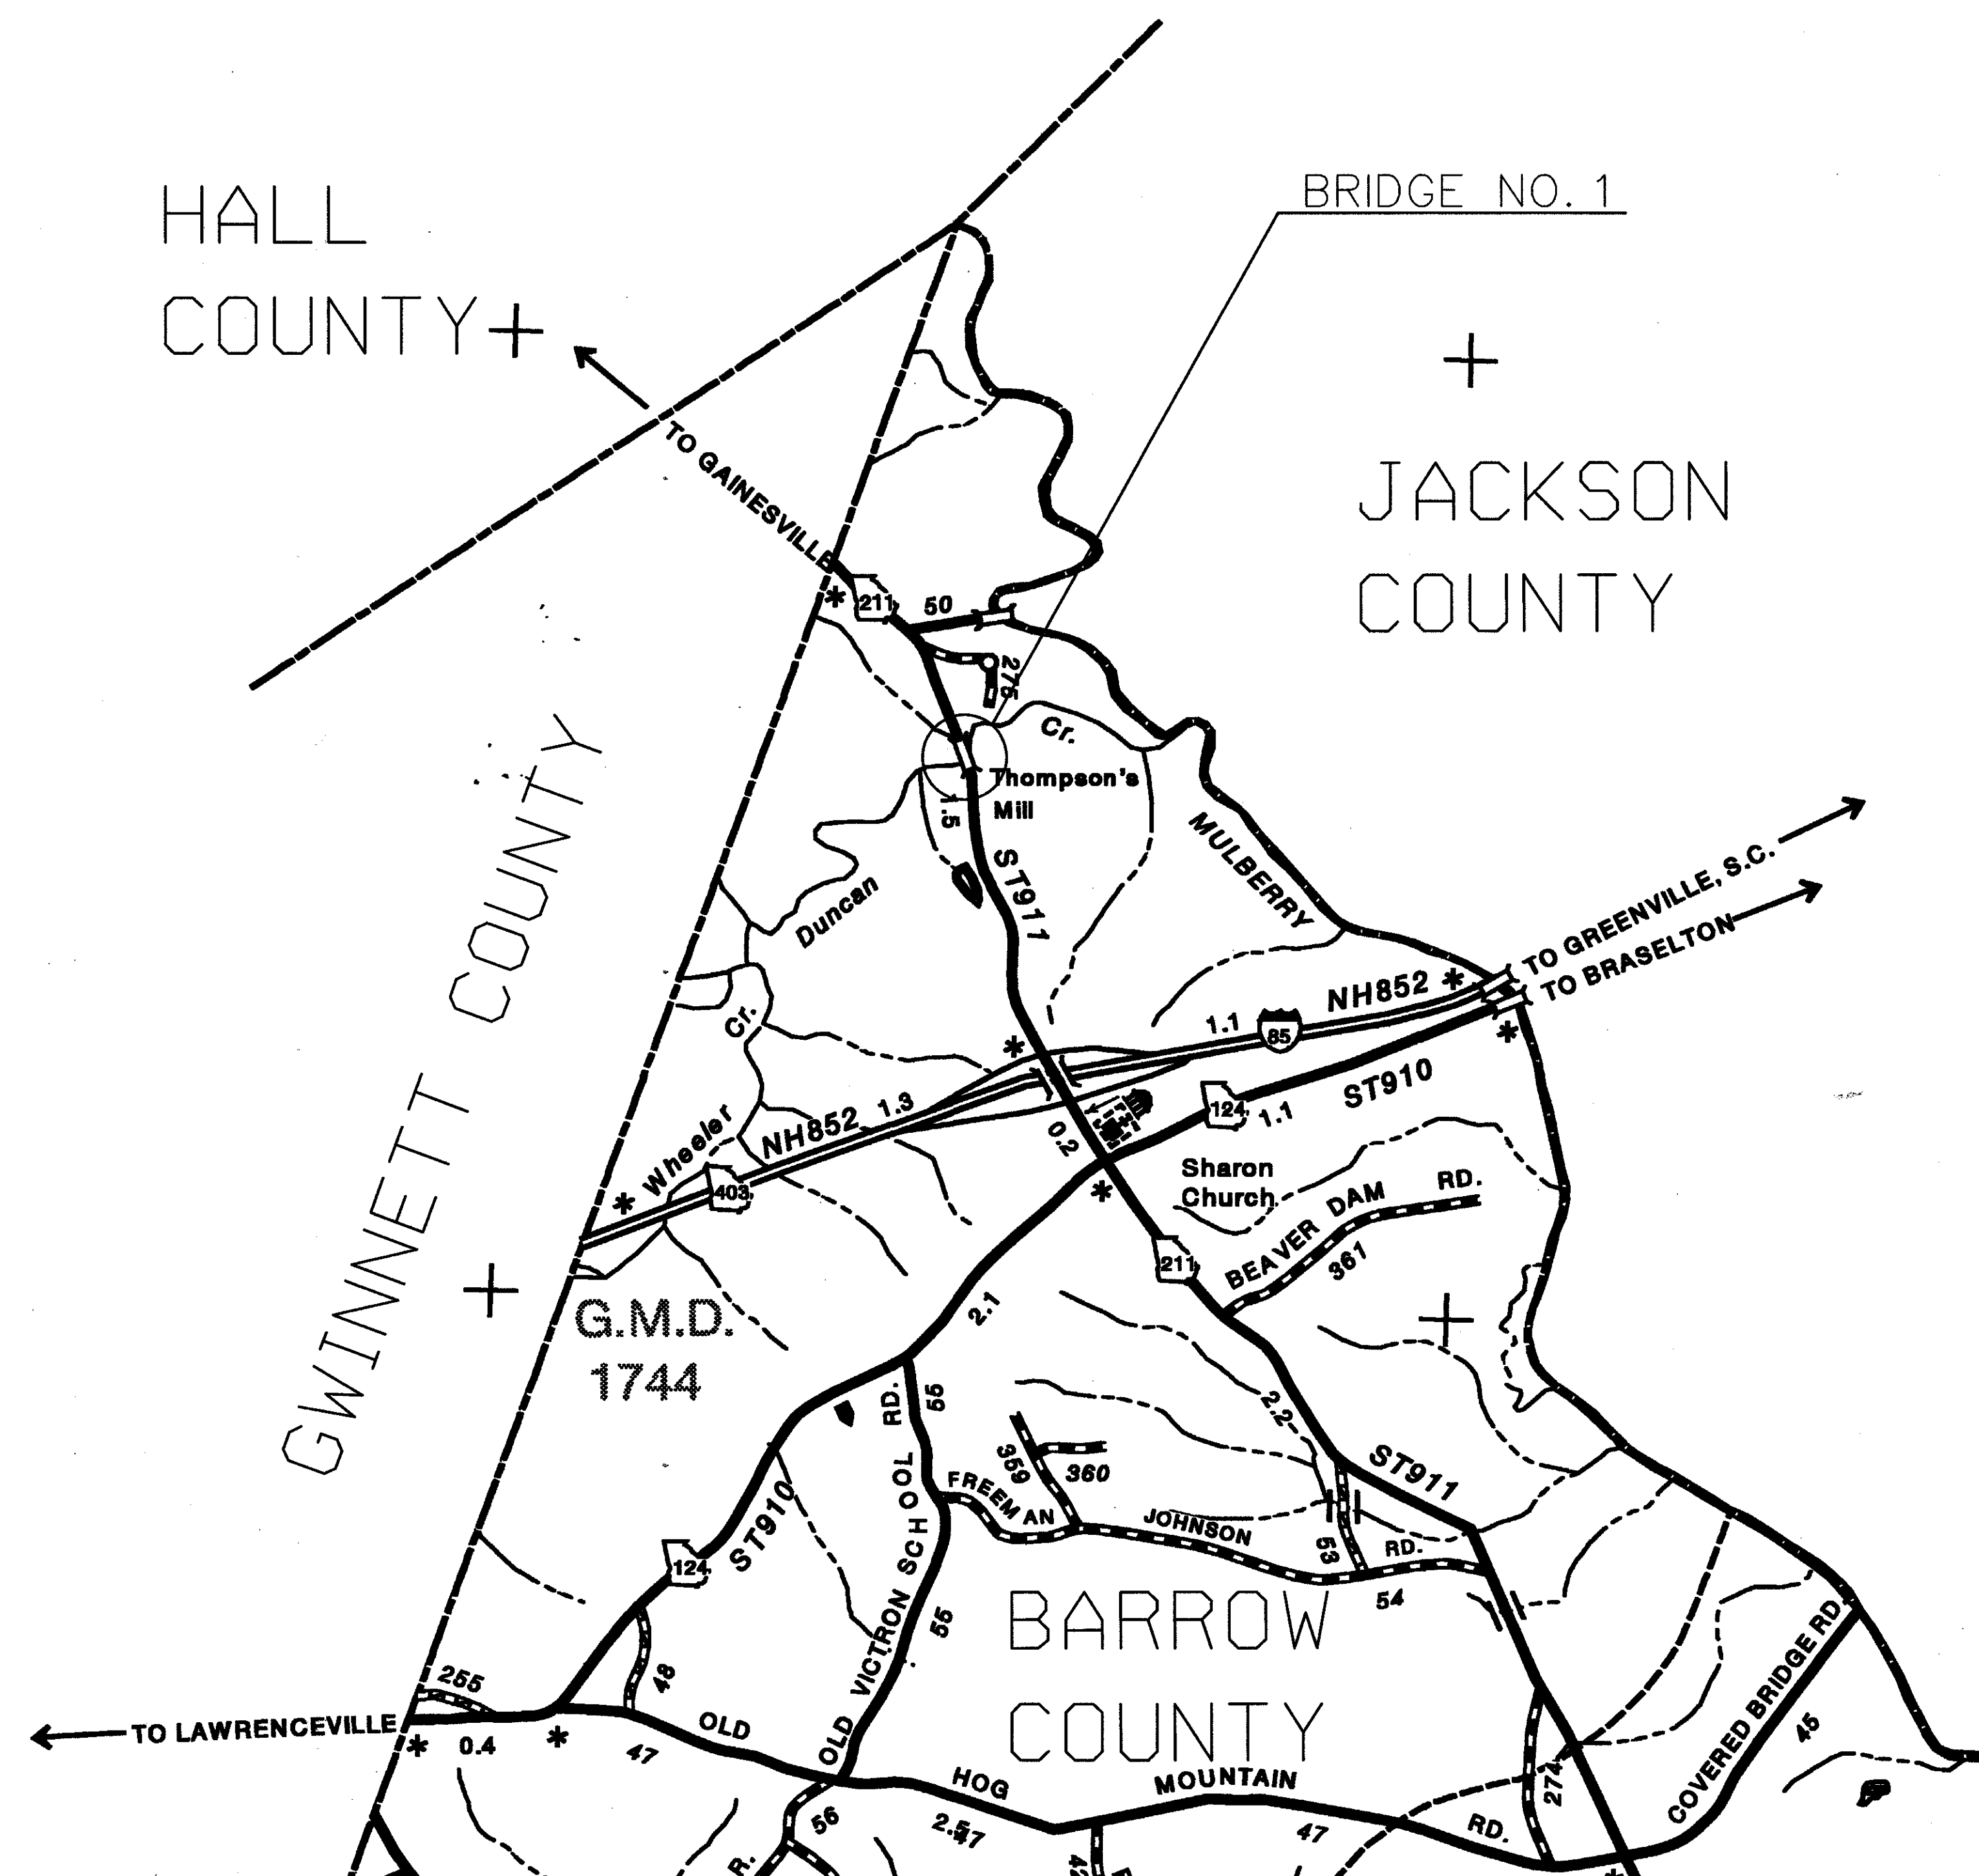 HALL
COUNTY
BRIDGE NO. 1
JACKSON
COUNTY
TO GAINESVILLE
211
50
275
Cr.
Thompson's
Mill
1.5
ST911
MULBERRY
Duncan
GWINNETT COUNTY
TO GREENVILLE, S.C.
TO BRASELTON
NH852
1.1
85
Cr.
ST910
124
1.1
NH852 1.3
Wheeler
403
0.2
Sharon
Church
BEAVER DAM RD.
361
211
G.M.D.
1744
2.1
2.2
ST911
RD.
55
359
360
FREEMAN JOHNSON RD.
53
54
ST910
124
OLD VICTRON SCHOOL
55
BARROW
COUNTY
255
48
TO LAWRENCEVILLE
0.4
47
OLD HOG MOUNTAIN RD.
56
47
274
COVERED BRIDGE RD.
45
R.